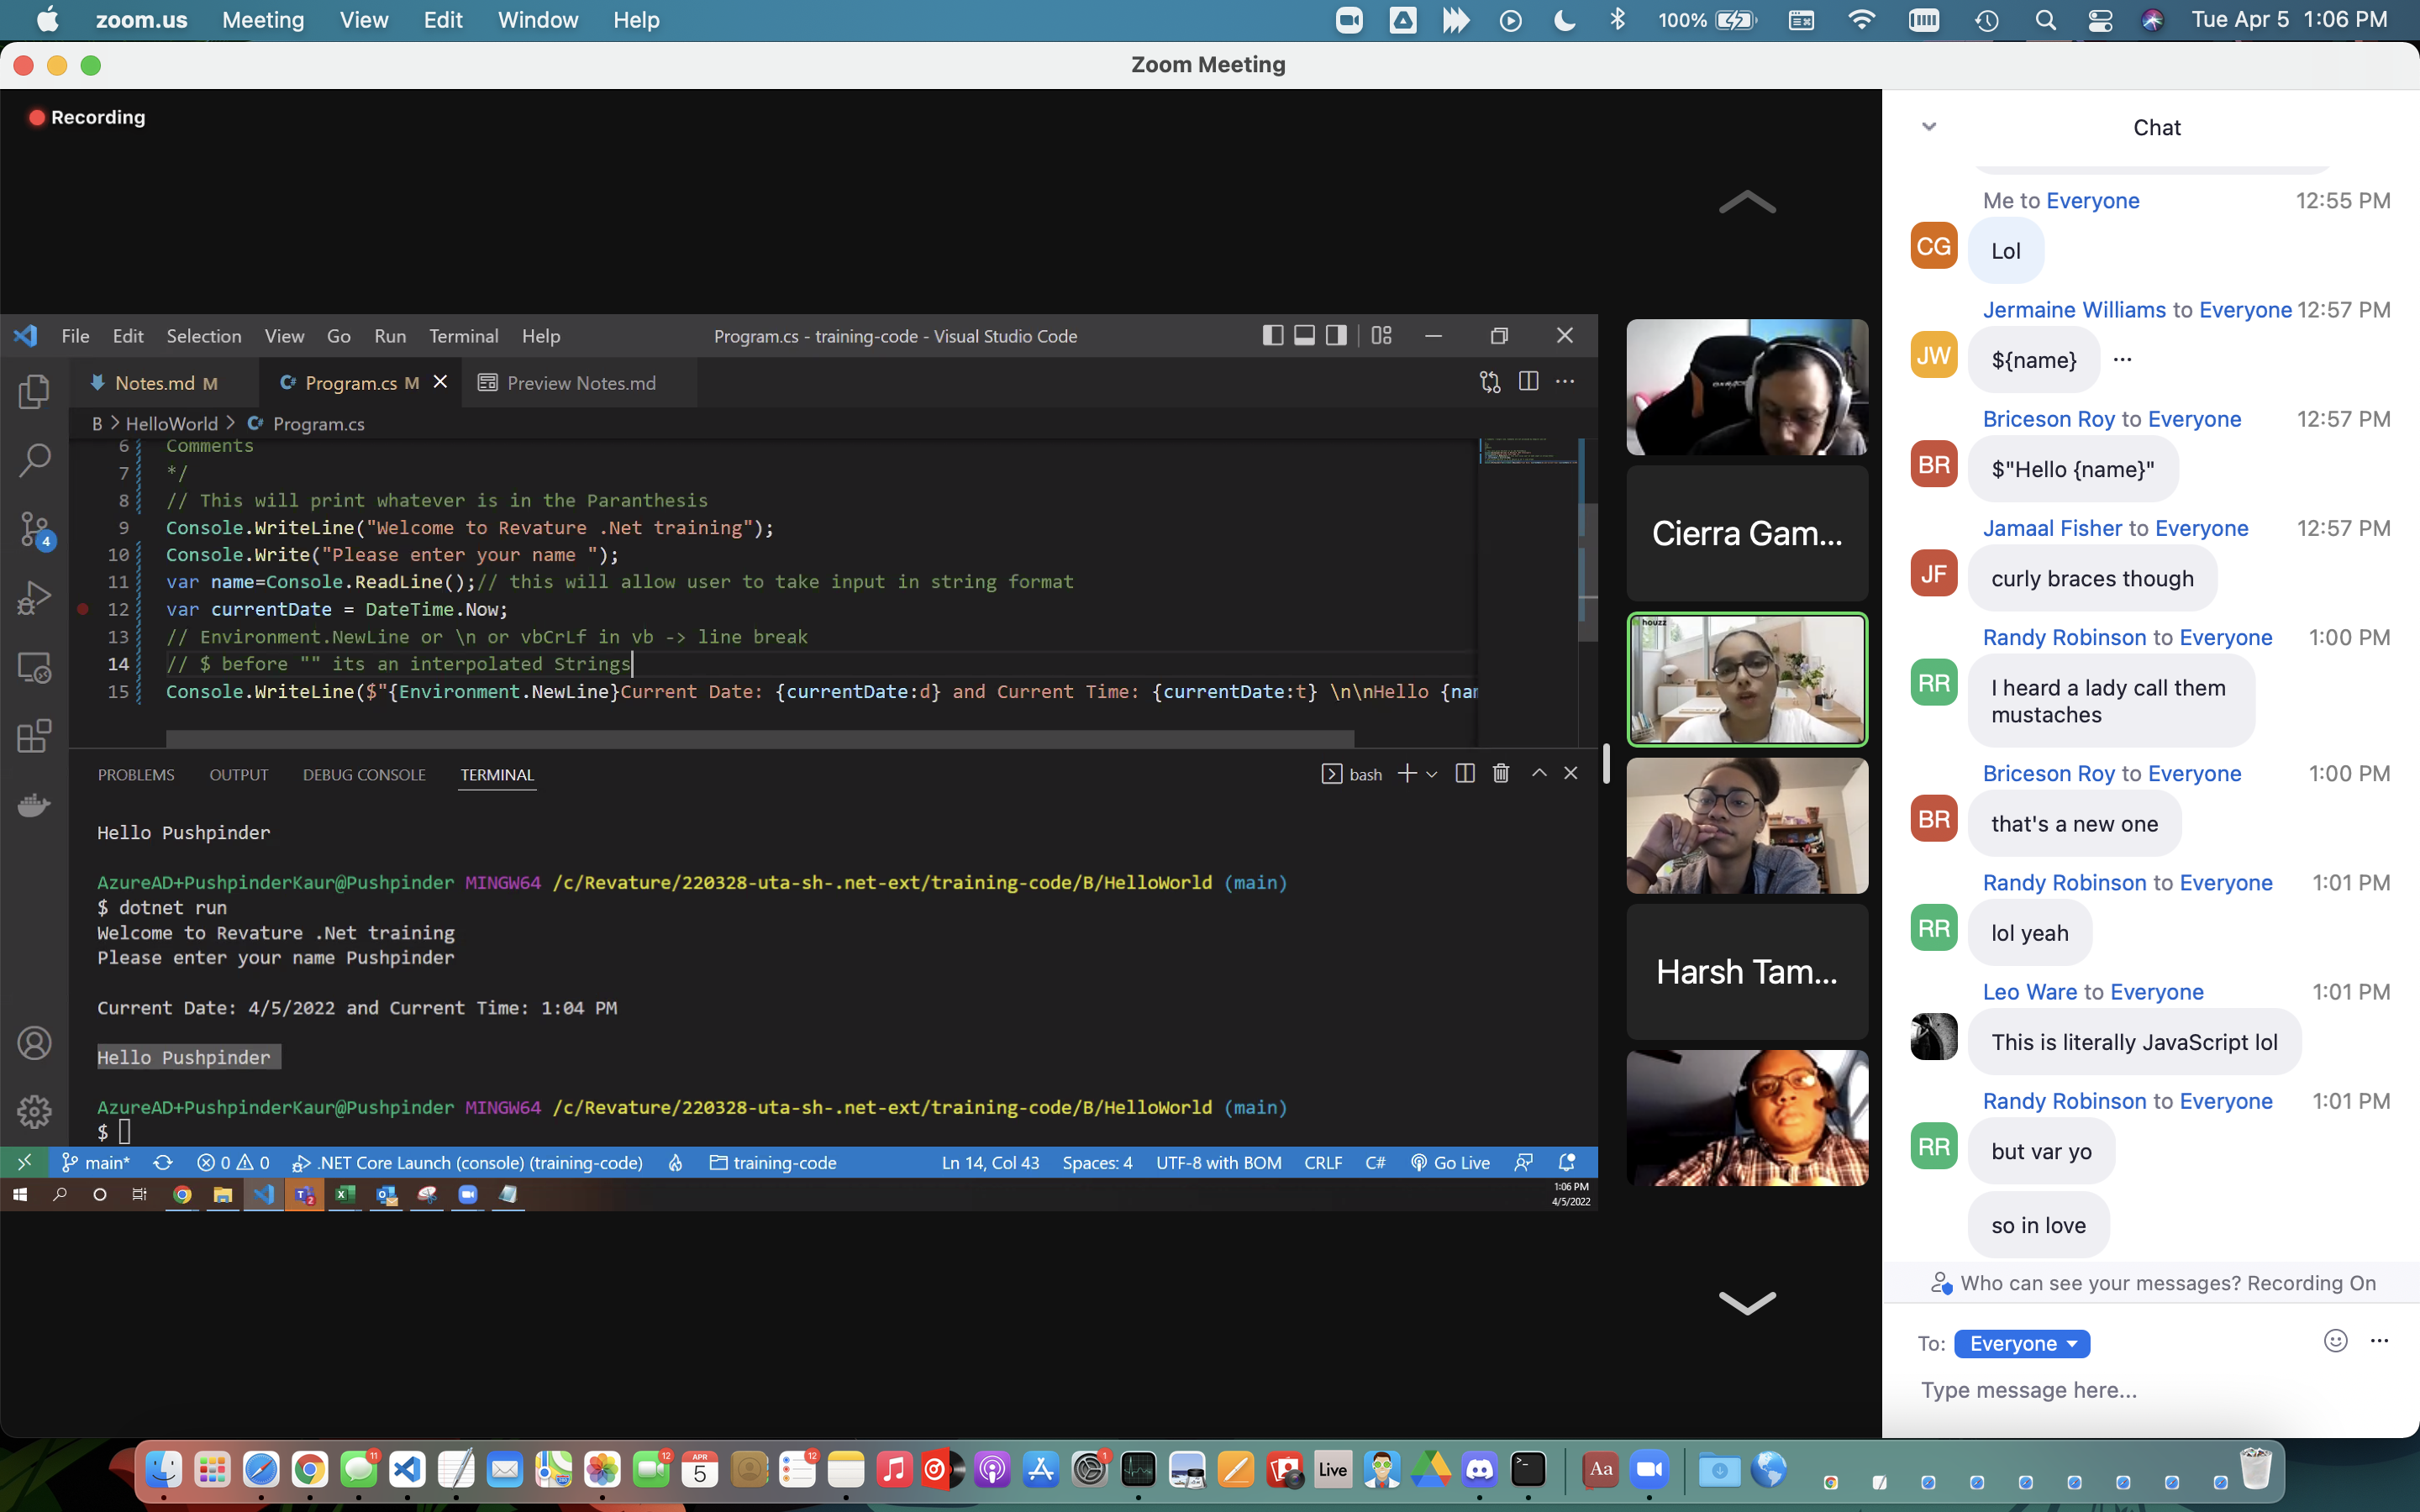 zoom.us Meeting View Edit Window Help
100%
Tue Apr 5 1:06 PM
Zoom Meeting
Recording
File Edit Selection View Go Run Terminal Help
Program.cs - training-code - Visual Studio Code
Notes.md M
Program.cs M
Preview Notes.md
B > HelloWorld > Program.cs
6 Comments
7 */
8 // This will print whatever is in the Paranthesis
9 Console.WriteLine("Welcome to Revature .Net training");
10 Console.Write("Please enter your name ");
11 var name=Console.ReadLine();// this will allow user to take input in string format
12 var currentDate = DateTime.Now;
13 // Environment.NewLine or \n or vbCrLf in vb -> line break
14 // $ before "" its an interpolated Strings
15 Console.WriteLine($"{Environment.NewLine}Current Date: {currentDate:d} and Current Time: {currentDate:t} \n\nHello {nam
4
PROBLEMS OUTPUT DEBUG CONSOLE TERMINAL
bash
Hello Pushpinder
AzureAD+PushpinderKaur@Pushpinder MINGW64 /c/Revature/220328-uta-sh-.net-ext/training-code/B/HelloWorld (main)
$ dotnet run
Welcome to Revature .Net training
Please enter your name Pushpinder
Current Date: 4/5/2022 and Current Time: 1:04 PM
Hello Pushpinder
AzureAD+PushpinderKaur@Pushpinder MINGW64 /c/Revature/220328-uta-sh-.net-ext/training-code/B/HelloWorld (main)
$
main* 0 0 .NET Core Launch (console) (training-code) training-code Ln 14, Col 43 Spaces: 4 UTF-8 with BOM CRLF C# Go Live
1:06 PM
4/5/2022
Cierra Gam...
houzz
Harsh Tam...
Chat
Me to Everyone 12:55 PM
CG
Lol
Jermaine Williams to Everyone 12:57 PM
JW
${name}
Briceson Roy to Everyone 12:57 PM
BR
$"Hello {name}"
Jamaal Fisher to Everyone 12:57 PM
JF
curly braces though
Randy Robinson to Everyone 1:00 PM
RR
I heard a lady call them
mustaches
Briceson Roy to Everyone 1:00 PM
BR
that's a new one
Randy Robinson to Everyone 1:01 PM
RR
lol yeah
Leo Ware to Everyone 1:01 PM
This is literally JavaScript lol
Randy Robinson to Everyone 1:01 PM
RR
but var yo
so in love
Who can see your messages? Recording On
To: Everyone
Type message here...
11
12
APR
5
12
1
Live
Aa